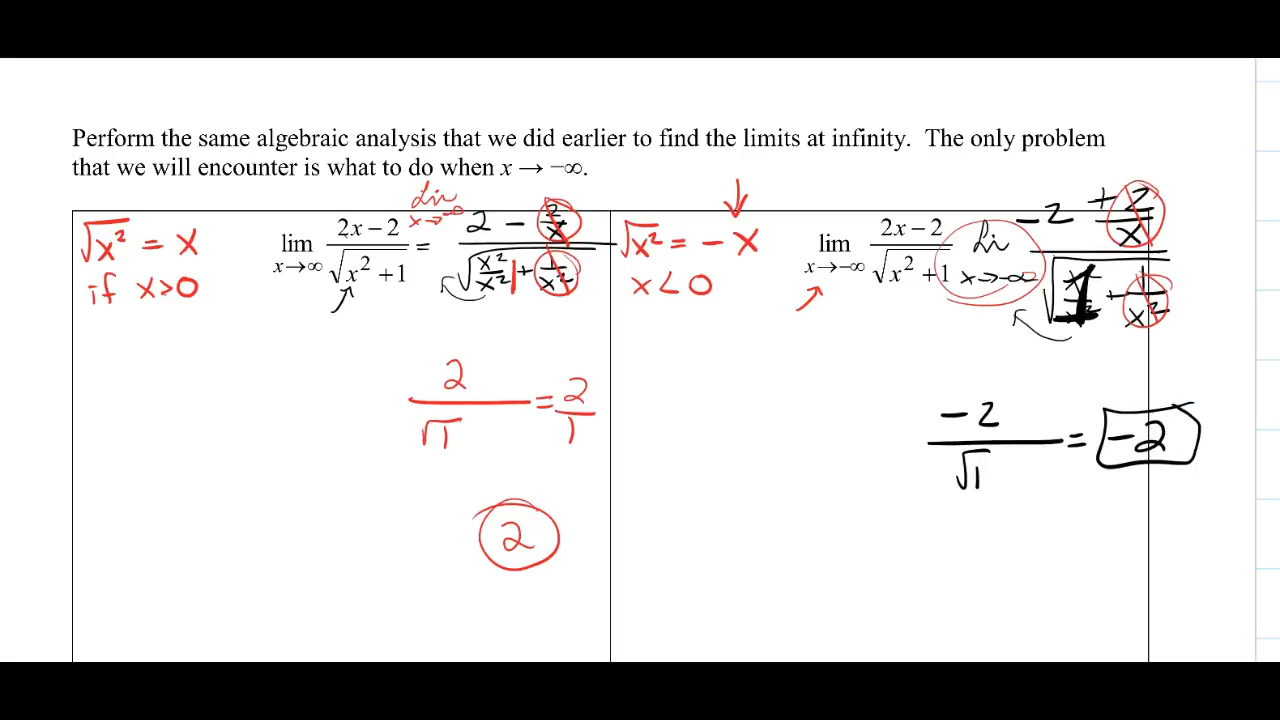 Perform the same algebraic analysis that we did earlier to find the limits at infinity. The only problem
that we will encounter is what to do when x → −∞.
√x² = x
if x>0
lim x→∞ (2x − 2)/√(x² + 1) = Lim x→-∞ (2 - 2/x)/√(x²/x² 1 + 1/x²)
2/√1 = 2/1
2
√x² = -x
x<0
lim x→−∞ (2x − 2)/√(x² + 1) Li x→-∞ (-2 + 2/x)/√(1 + 1/x²)
-2/√1 = -2